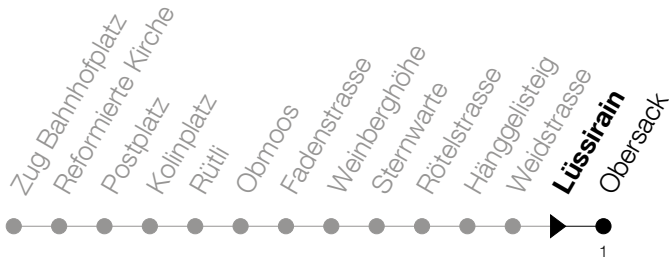 Zug Bahnhofplatz
Reformierte Kirche
Postplatz
Kolinplatz
Rütli
Obmoos
Fadenstrasse
Weinberghöhe
Sternwarte
Rötelstrasse
Hänggelisteig
Weidstrasse
Lüssirain
Obersack
1